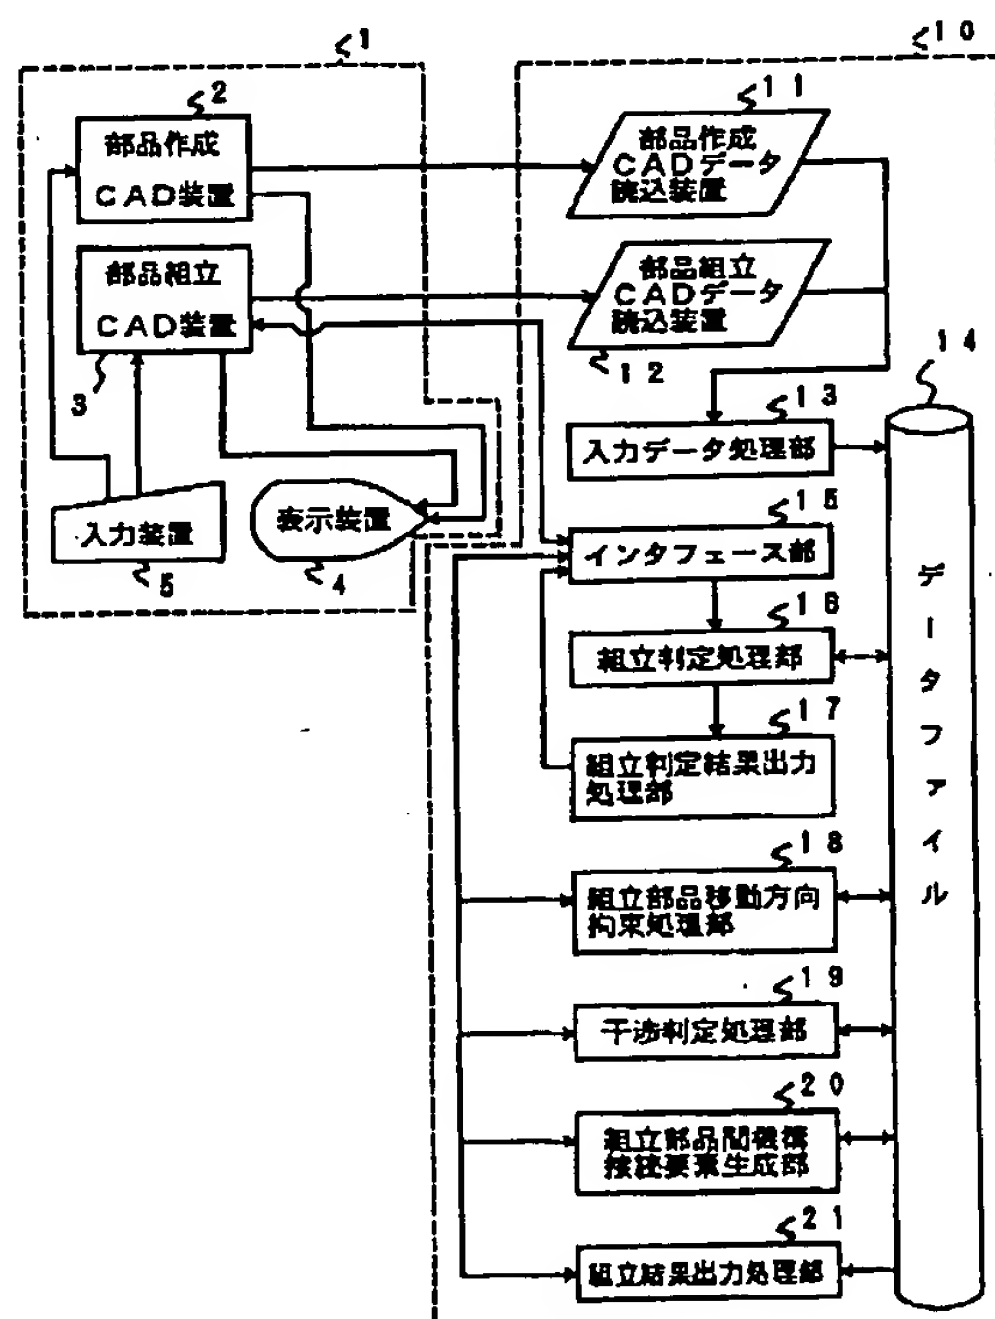 1
10
2
部品作成
CAD装置
11
部品作成
CADデータ
読込装置
部品組立
CAD装置
3
部品組立
CADデータ
読込装置
12
13
入力データ処理部
14
データファイル
入力装置
5
表示装置
4
15
インタフェース部
16
組立判定処理部
17
組立判定結果出力
処理部
18
組立部品移動方向
拘束処理部
19
干渉判定処理部
20
組立部品間機構
接続要素生成部
21
組立結果出力処理部